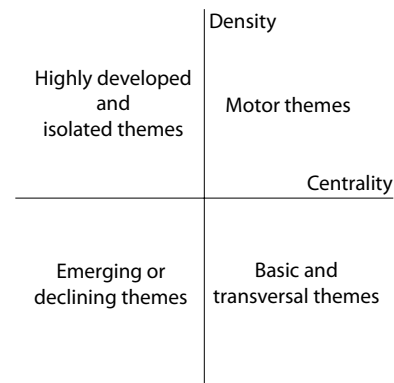 Density
Highly developed
and
isolated themes
Motor themes
Centrality
Emerging or
declining themes
Basic and
transversal themes